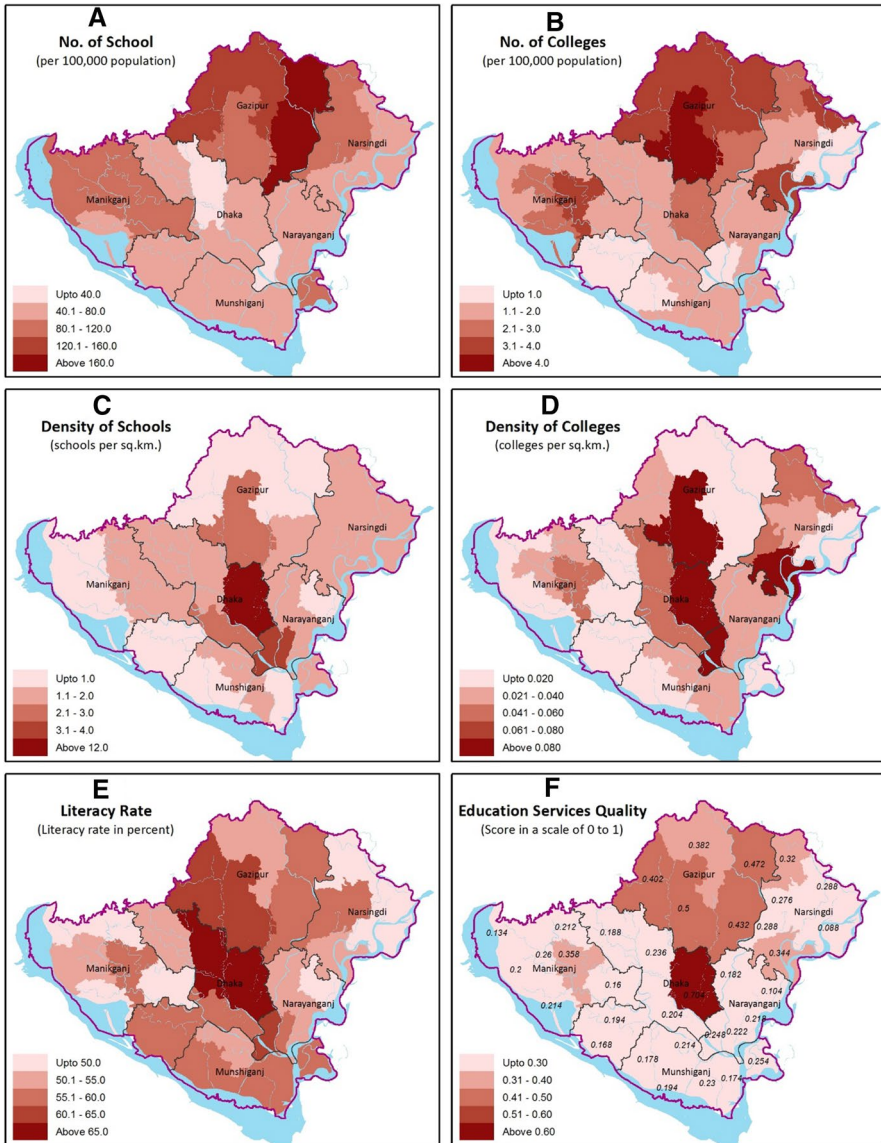 A
No. of School
(per 100,000 population)
Gazipur
Narsingdi
Manikganj
Dhaka
Narayanganj
Munshiganj
Upto 40.0
40.1 - 80.0
80.1 - 120.0
120.1 - 160.0
Above 160.0
B
No. of Colleges
(per 100,000 population)
Gazipur
Narsingdi
Manikganj
Dhaka
Narayanganj
Munshiganj
Upto 1.0
1.1 - 2.0
2.1 - 3.0
3.1 - 4.0
Above 4.0
C
Density of Schools
(schools per sq.km.)
Gazipur
Narsingdi
Manikganj
Dhaka
Narayanganj
Munshiganj
Upto 1.0
1.1 - 2.0
2.1 - 3.0
3.1 - 4.0
Above 12.0
D
Density of Colleges
(colleges per sq.km.)
Gazipur
Narsingdi
Manikganj
Dhaka
Narayanganj
Munshiganj
Upto 0.020
0.021 - 0.040
0.041 - 0.060
0.061 - 0.080
Above 0.080
E
Literacy Rate
(Literacy rate in percent)
Gazipur
Narsingdi
Manikganj
Dhaka
Narayanganj
Munshiganj
Upto 50.0
50.1 - 55.0
55.1 - 60.0
60.1 - 65.0
Above 65.0
F
Education Services Quality
(Score in a scale of 0 to 1)
0.382
0.32
Gazipur
0.472
0.402
0.288
0.276
0.5
Narsingdi
0.432
0.288
0.088
0.134
0.212
0.188
0.236
0.344
0.26
0.358
0.182
Manikganj
0.2
0.16
Dhaka
0.704
0.104
0.214
0.194
0.204
Narayanganj
0.218
0.248
0.222
0.168
0.214
0.178
0.254
Munshiganj
0.174
0.194
0.23
Upto 0.30
0.31 - 0.40
0.41 - 0.50
0.51 - 0.60
Above 0.60